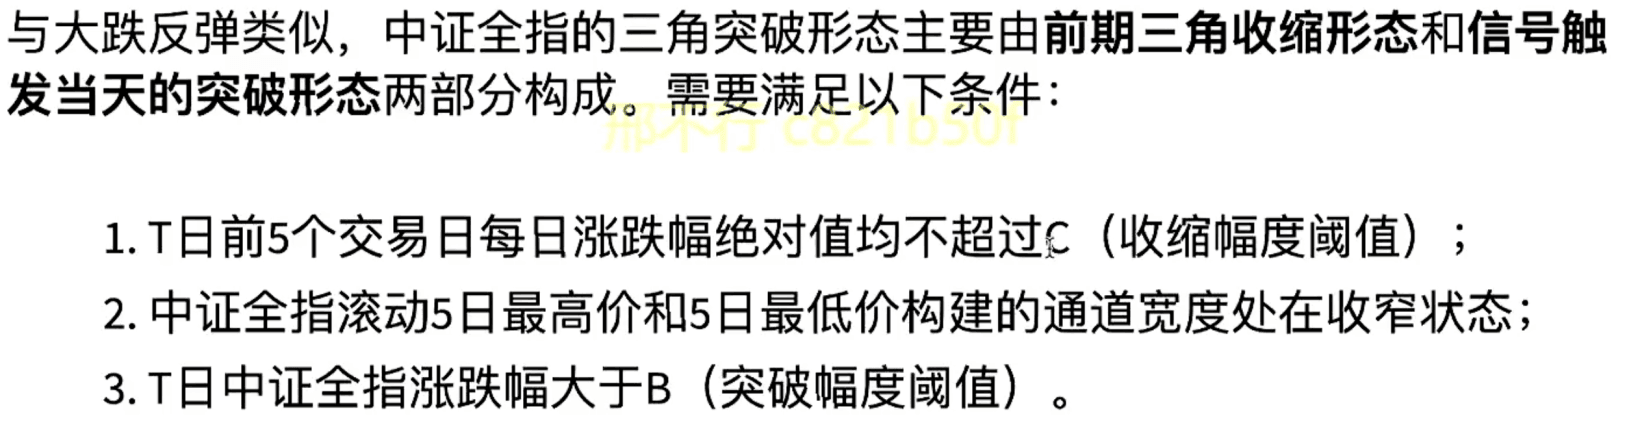 与大跌反弹类似，中证全指的三角突破形态主要由前期三角收缩形态和信号触
发当天的突破形态两部分构成。需要满足以下条件：
邢不行 c821b50f
1. T日前5个交易日每日涨跌幅绝对值均不超过C（收缩幅度阈值）；
2. 中证全指滚动5日最高价和5日最低价构建的通道宽度处在收窄状态；
3. T日中证全指涨跌幅大于B（突破幅度阈值）。